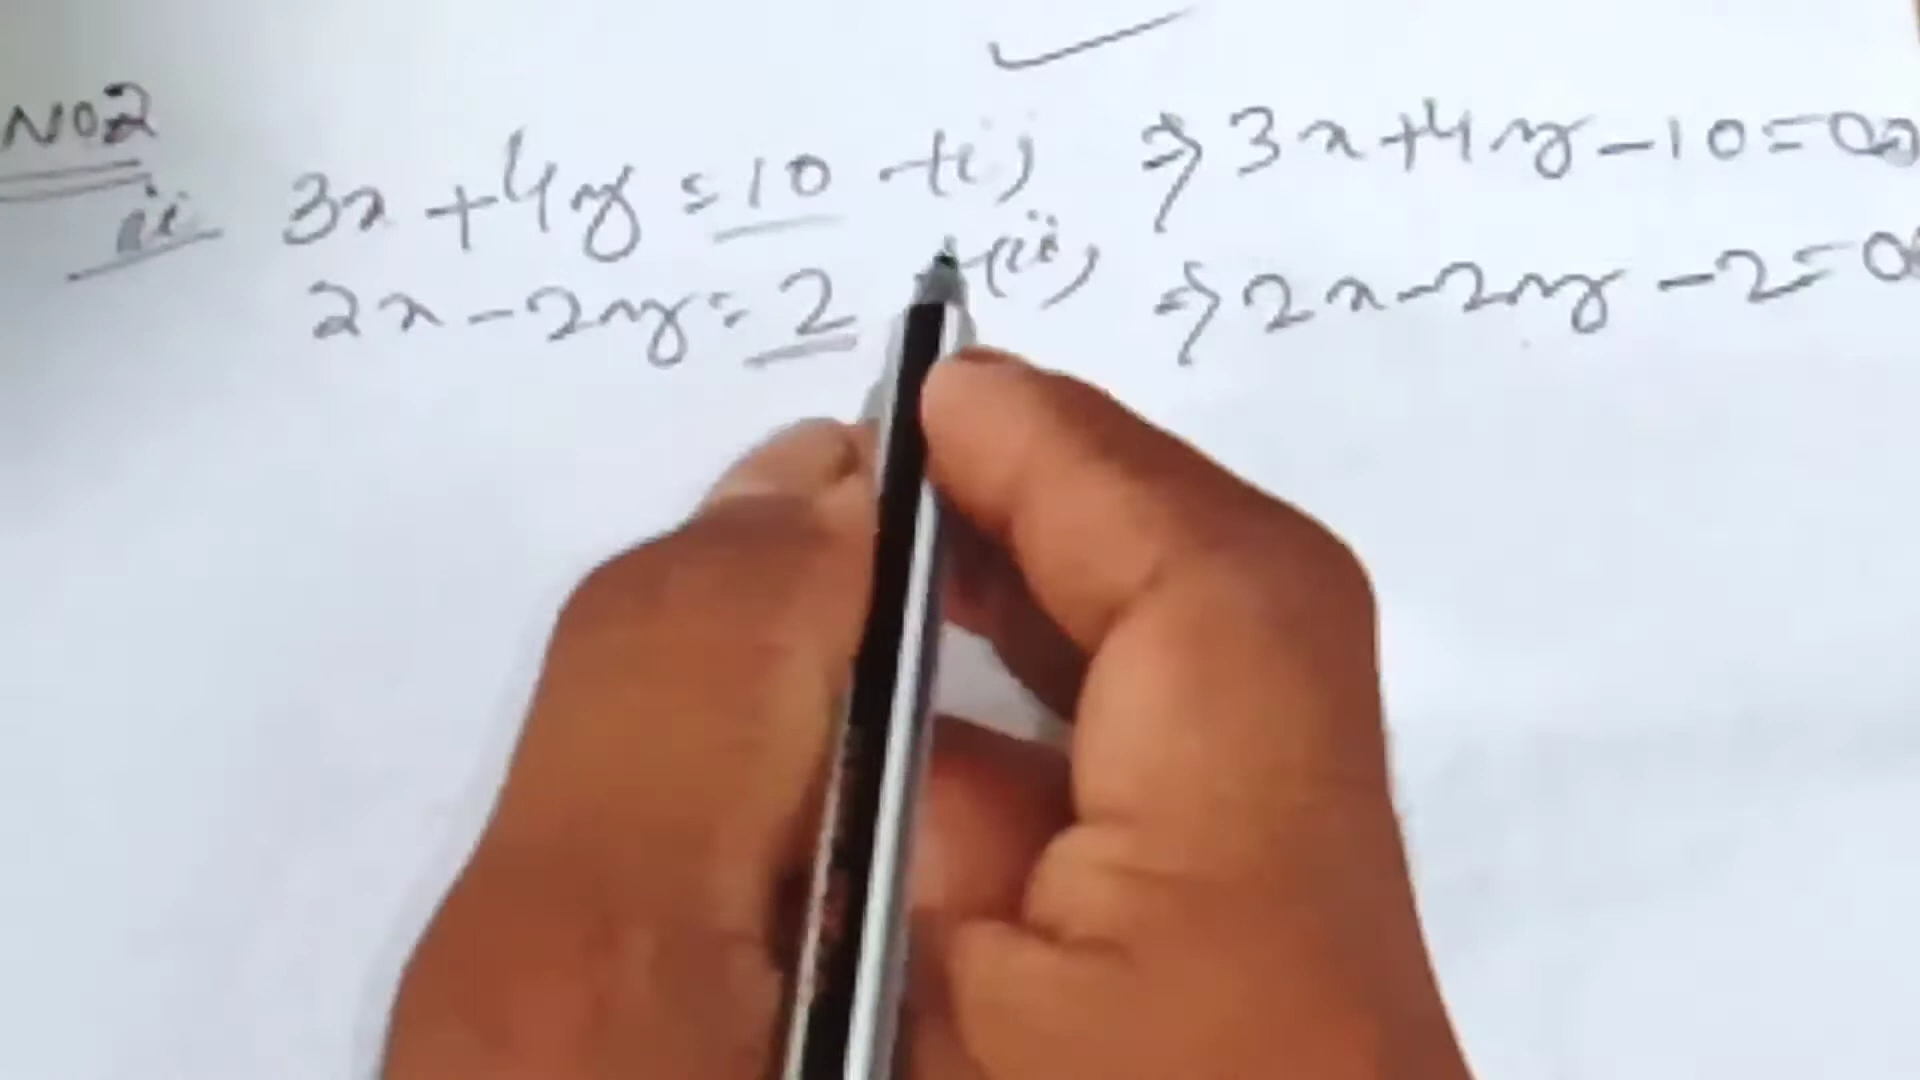 NO2
ii 3x+4y=10 -(i) ⇒3x+4y-10=0
2x-2y=2 -(ii) ⇒2x-2y-2=0